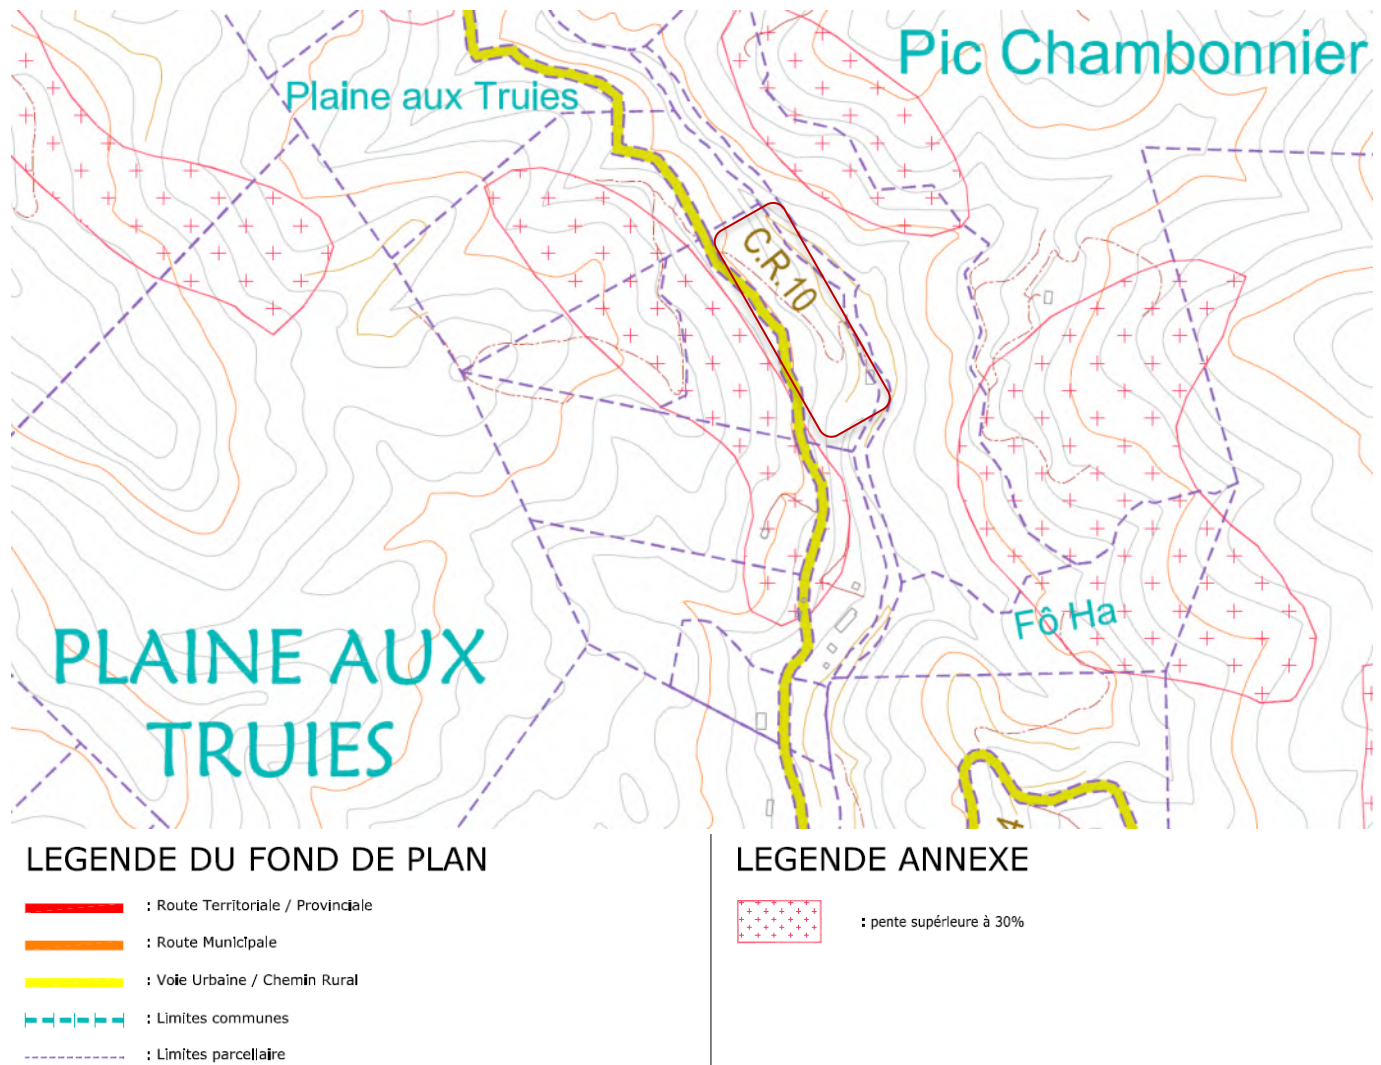 Pic Chambonnier
Plaine aux Truies
C.R.10
Fô Ha
PLAINE AUX
TRUIES
4
LEGENDE DU FOND DE PLAN
: Route Territoriale / Provinciale
: Route Municipale
: Voie Urbaine / Chemin Rural
: Limites communes
: Limites parcellaire
LEGENDE ANNEXE
: pente supérieure à 30%